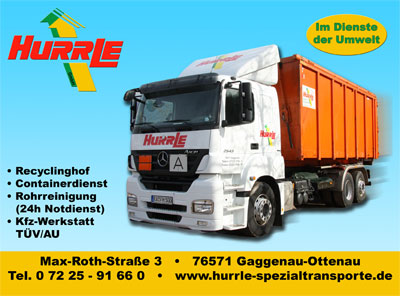 HURRLE
Im Dienste
der Umwelt
HURRLE
A
• Recyclinghof
• Containerdienst
• Rohrreinigung
(24h Notdienst)
• Kfz-Werkstatt
TÜV/AU
Max-Roth-Straße 3 • 76571 Gaggenau-Ottenau
Tel. 0 72 25 - 91 66 0 • www.hurrle-spezialtransporte.de